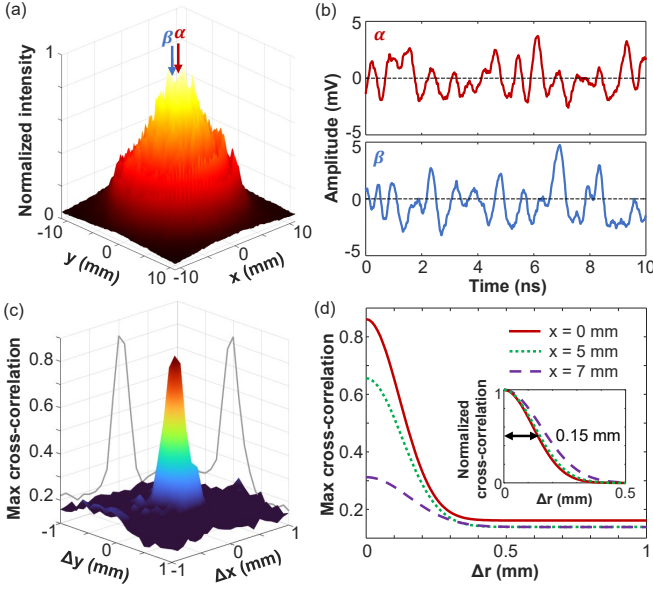 (a)
β α
Normalized intensity
1
0
-10
0
10
y (mm)
-10
0
10
x (mm)
(b)
α
5
0
5
β
5
0
-5
Amplitude (mV)
0 2 4 6 8 10
Time (ns)
(c)
Max cross-correlation
0.8
0.6
0.4
0.2
-1
0
1
Δy (mm)
-1
0
1
Δx (mm)
(d)
Max cross-correlation
0.8
0.6
0.4
0.2
0 0.5 1
Δr (mm)
x = 0 mm
x = 5 mm
x = 7 mm
Normalized
cross-correlation
1
0
0.15 mm
0 0.5
Δr (mm)